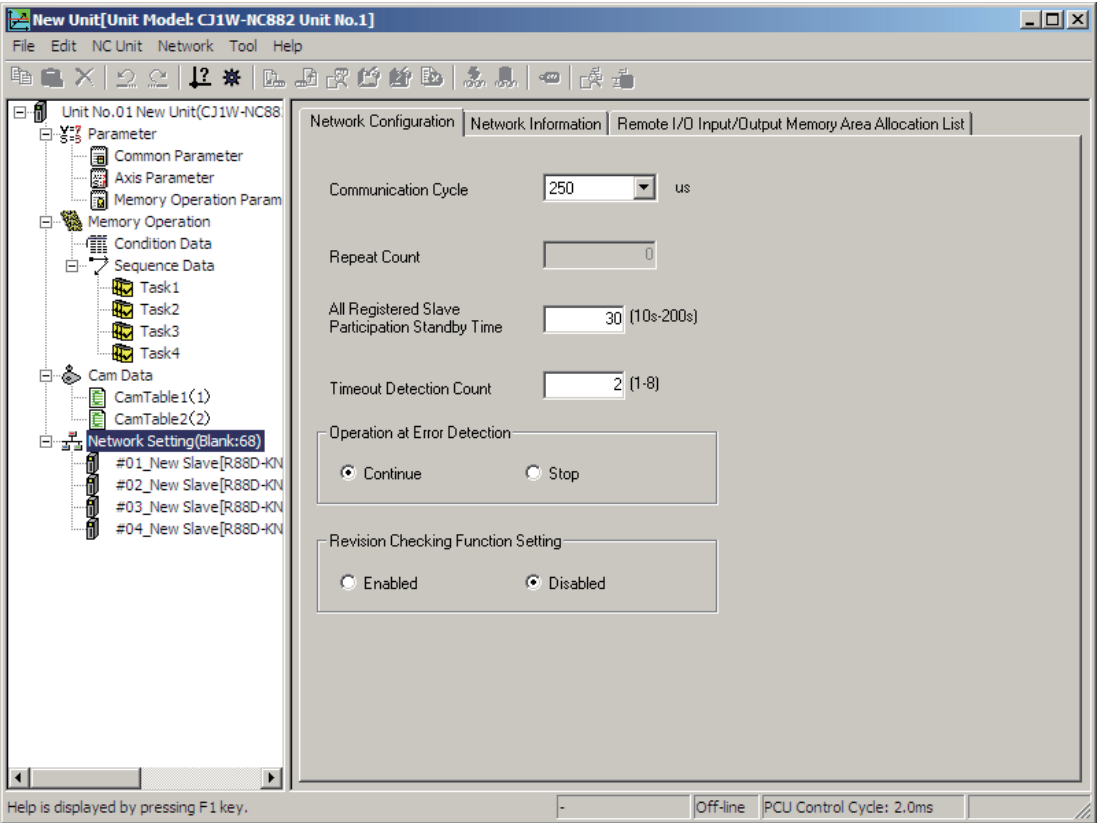 New Unit[Unit Model: CJ1W-NC882 Unit No.1]
File Edit NC Unit Network Tool Help
Unit No.01 New Unit(CJ1W-NC88
Parameter
Common Parameter
Axis Parameter
Memory Operation Param
Memory Operation
Condition Data
Sequence Data
Task1
Task2
Task3
Task4
Cam Data
CamTable1(1)
CamTable2(2)
Network Setting(Blank:68)
#01_New Slave[R88D-KN
#02_New Slave[R88D-KN
#03_New Slave[R88D-KN
#04_New Slave[R88D-KN
Network Configuration Network Information Remote I/O Input/Output Memory Area Allocation List
Communication Cycle 250 us
Repeat Count 0
All Registered Slave
Participation Standby Time 30 (10s-200s)
Timeout Detection Count 2 (1-8)
Operation at Error Detection
Continue Stop
Revision Checking Function Setting
Enabled Disabled
Help is displayed by pressing F1 key. - Off-line PCU Control Cycle: 2.0ms